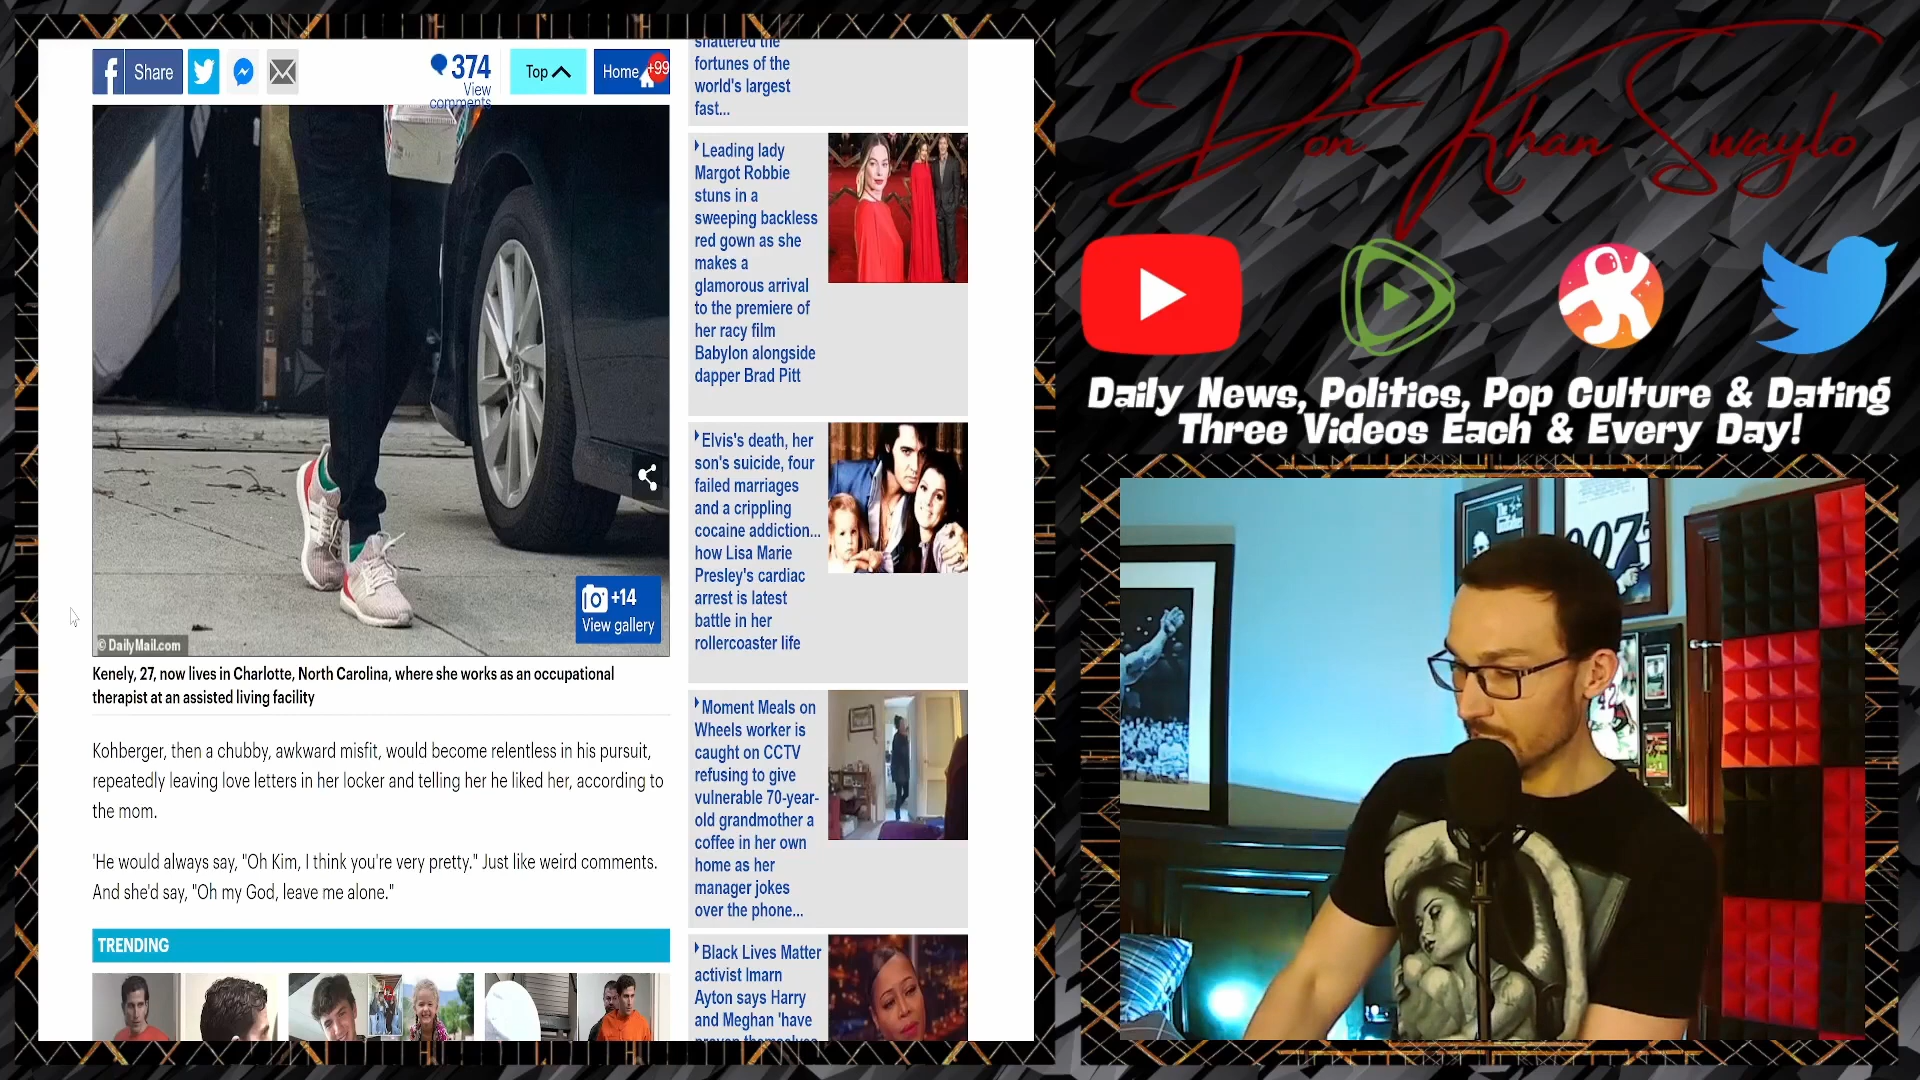 Share
374
View
comments
Top
Home
+99
+14
View gallery
© DailyMail.com
Kenely, 27, now lives in Charlotte, North Carolina, where she works as an occupational
therapist at an assisted living facility
Kohberger, then a chubby, awkward misfit, would become relentless in his pursuit,
repeatedly leaving love letters in her locker and telling her he liked her, according to
the mom.
'He would always say, "Oh Kim, I think you're very pretty." Just like weird comments.
And she'd say, "Oh my God, leave me alone."
TRENDING
shattered the
fortunes of the
world's largest
fast...
Leading lady
Margot Robbie
stuns in a
sweeping backless
red gown as she
makes a
glamorous arrival
to the premiere of
her racy film
Babylon alongside
dapper Brad Pitt
Elvis's death, her
son's suicide, four
failed marriages
and a crippling
cocaine addiction...
how Lisa Marie
Presley's cardiac
arrest is latest
battle in her
rollercoaster life
Moment Meals on
Wheels worker is
caught on CCTV
refusing to give
vulnerable 70-year-
old grandmother a
coffee in her own
home as her
manager jokes
over the phone...
Black Lives Matter
activist Imarn
Ayton says Harry
and Meghan 'have
proven themselves
Don Khan Swaylo
Daily News, Politics, Pop Culture & Dating
Three Videos Each & Every Day!
007